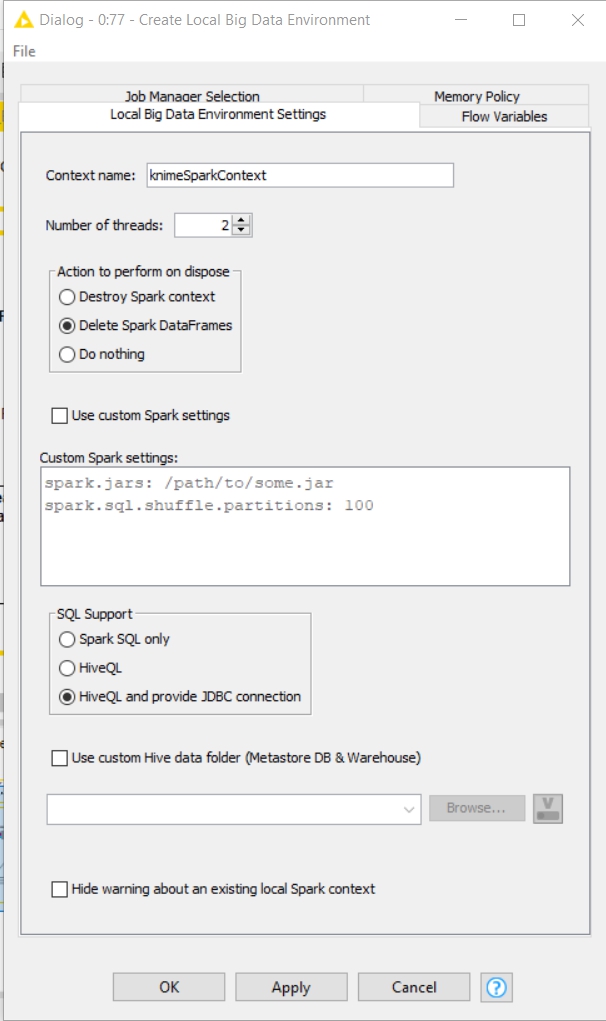 Dialog - 0:77 - Create Local Big Data Environment
File
Job Manager Selection
Memory Policy
Local Big Data Environment Settings
Flow Variables
Context name: knimeSparkContext
Number of threads: 2
Action to perform on dispose
Destroy Spark context
Delete Spark DataFrames
Do nothing
Use custom Spark settings
Custom Spark settings:
spark.jars: /path/to/some.jar
spark.sql.shuffle.partitions: 100
SQL Support
Spark SQL only
HiveQL
HiveQL and provide JDBC connection
Use custom Hive data folder (Metastore DB & Warehouse)
Browse...
V
Hide warning about an existing local Spark context
OK
Apply
Cancel
?